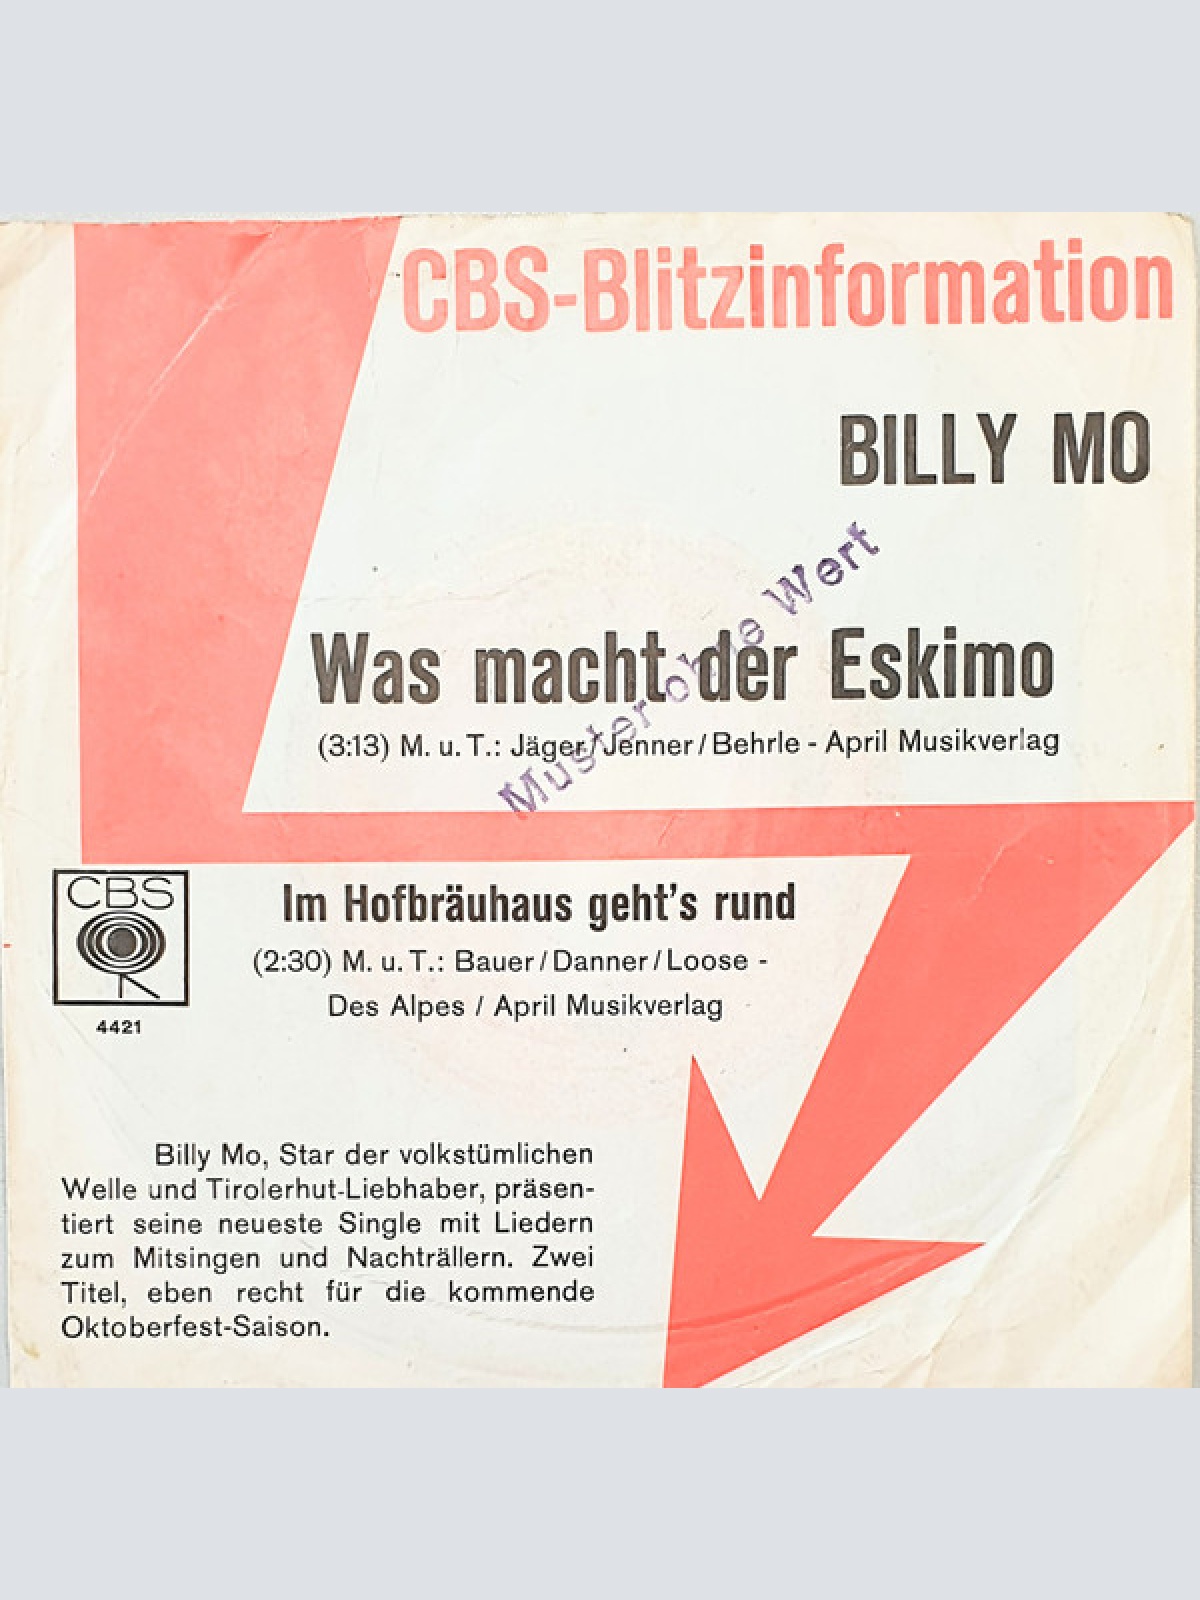 CBS-Blitzinformation
BILLY MO
Muster ohne Wert
Was macht der Eskimo
(3:13) M. u. T.: Jäger/Jenner/Behrle - April Musikverlag
CBS
4421
Im Hofbräuhaus geht's rund
(2:30) M. u. T.: Bauer/Danner/Loose -
Des Alpes / April Musikverlag
Billy Mo, Star der volkstümlichen
Welle und Tirolerhut-Liebhaber, präsen-
tiert seine neueste Single mit Liedern
zum Mitsingen und Nachträllern. Zwei
Titel, eben recht für die kommende
Oktoberfest-Saison.